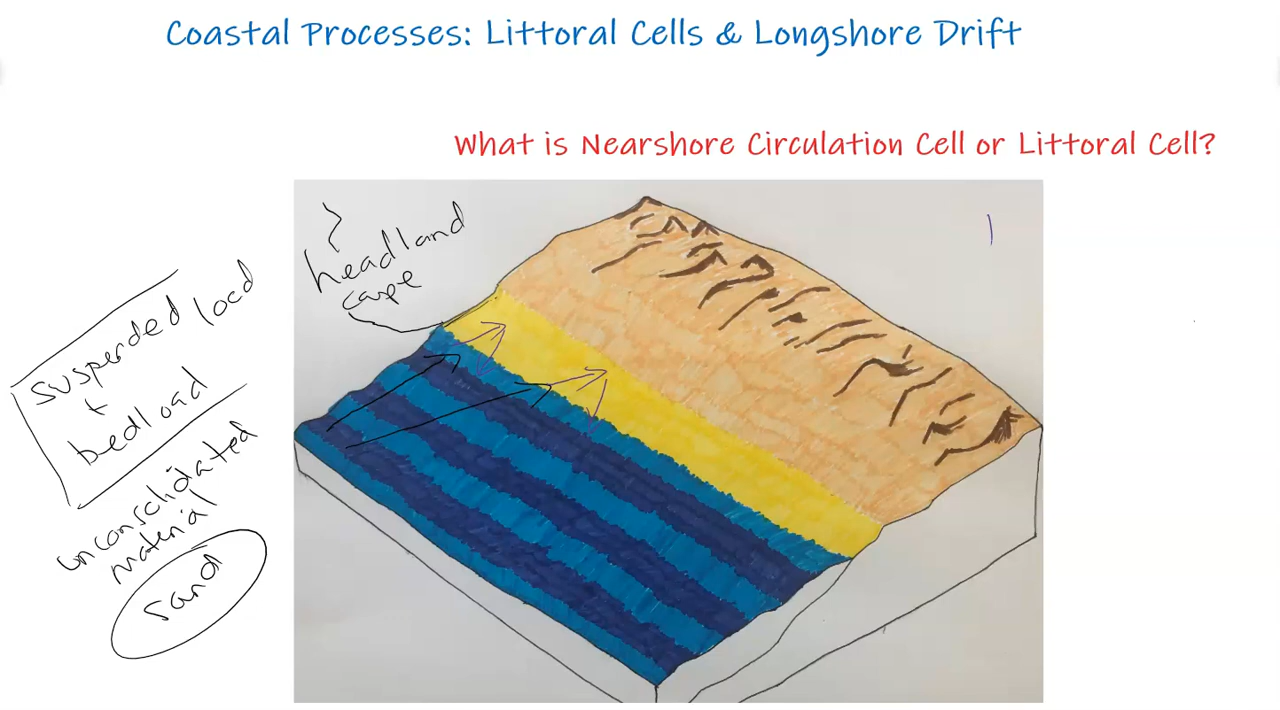 Coastal Processes: Littoral Cells & Longshore Drift
What is Nearshore Circulation Cell or Littoral Cell?
headland
cape
suspended load
+
bedload
unconsolidated
material
sand